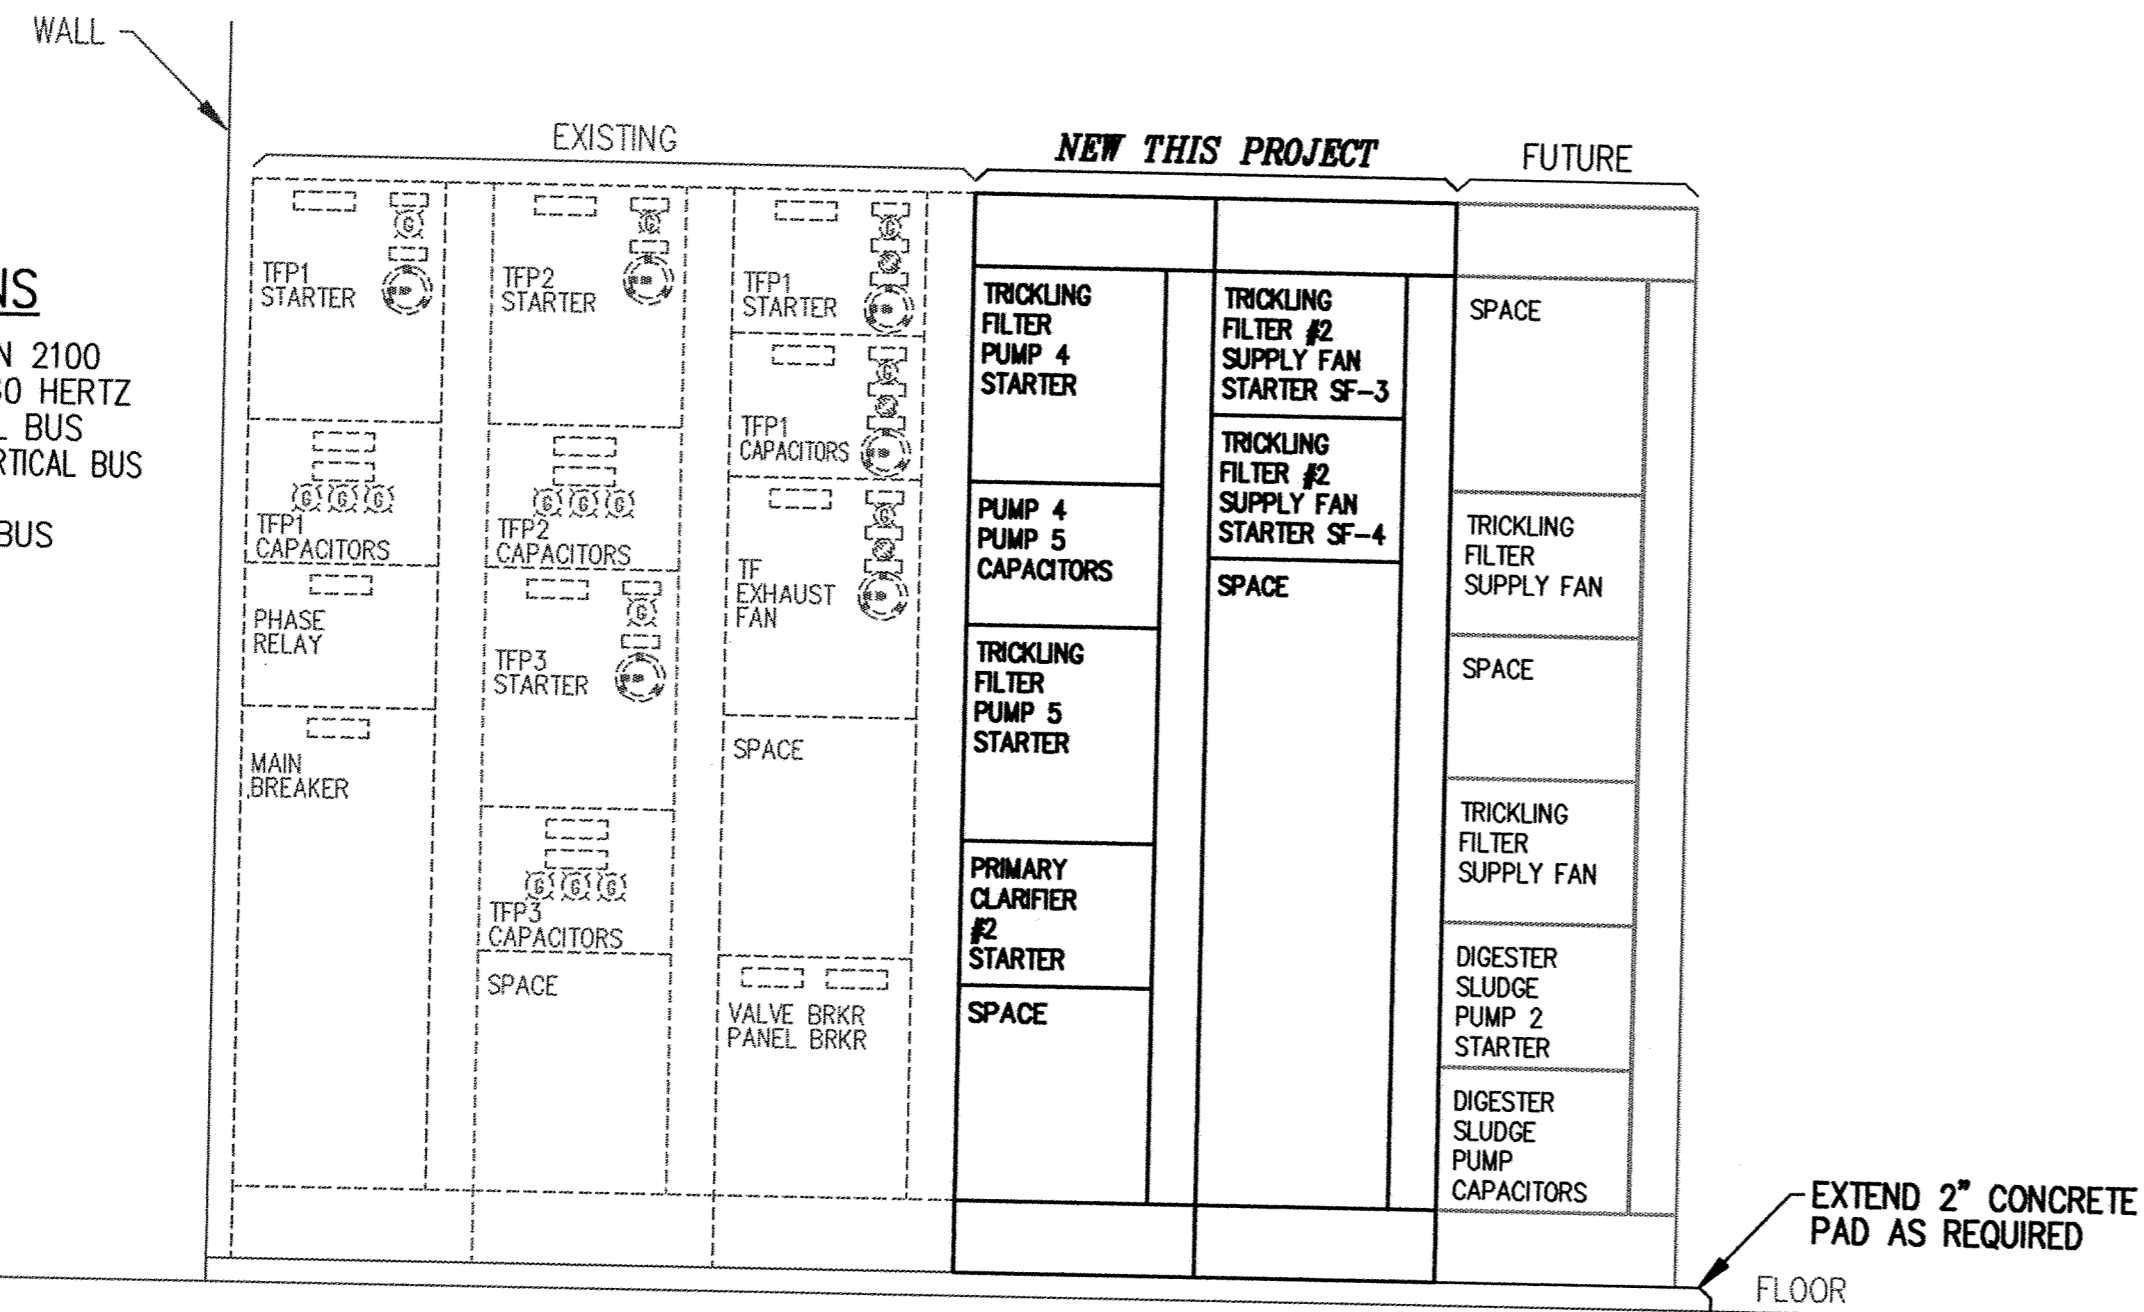 WALL
EXISTING
NEW THIS PROJECT
FUTURE
NS
N 2100
60 HERTZ
L BUS
RTICAL BUS
BUS
TFP1
STARTER
G
TFP1
CAPACITORS
G G G
PHASE
RELAY
MAIN
BREAKER
TFP2
STARTER
G
TFP2
CAPACITORS
G G G
TFP3
STARTER
G
TFP3
CAPACITORS
G G G
SPACE
TFP1
STARTER
G
TFP1
CAPACITORS
G
TF
EXHAUST
FAN
G
SPACE
VALVE BRKR
PANEL BRKR
TRICKLING
FILTER
PUMP 4
STARTER
PUMP 4
PUMP 5
CAPACITORS
TRICKLING
FILTER
PUMP 5
STARTER
PRIMARY
CLARIFIER
#2
STARTER
SPACE
TRICKLING
FILTER #2
SUPPLY FAN
STARTER SF-3
TRICKLING
FILTER #2
SUPPLY FAN
STARTER SF-4
SPACE
SPACE
TRICKLING
FILTER
SUPPLY FAN
SPACE
TRICKLING
FILTER
SUPPLY FAN
DIGESTER
SLUDGE
PUMP 2
STARTER
DIGESTER
SLUDGE
PUMP
CAPACITORS
EXTEND 2" CONCRETE
PAD AS REQUIRED
FLOOR